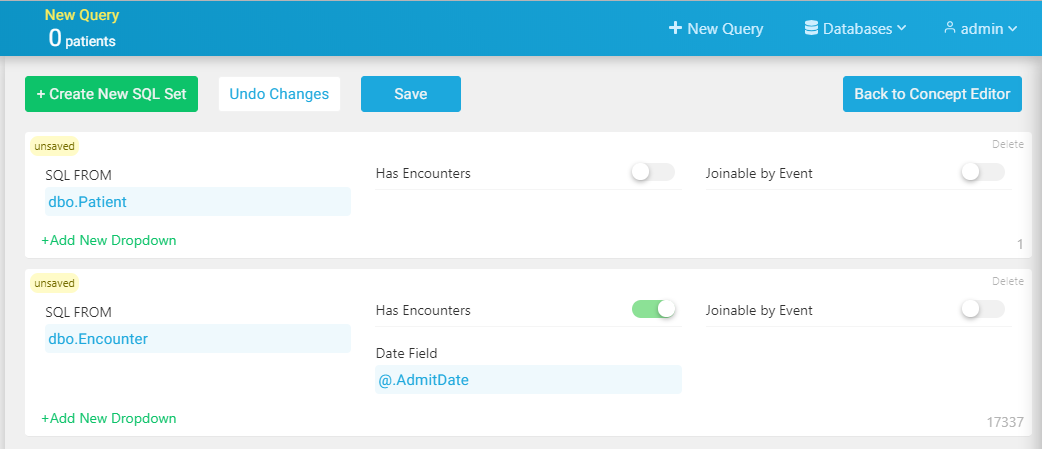 New Query
0 patients
New Query
Databases
admin
+ Create New SQL Set
Undo Changes
Save
Back to Concept Editor
unsaved
Delete
SQL FROM
Has Encounters
Joinable by Event
dbo.Patient
+Add New Dropdown
1
unsaved
Delete
SQL FROM
Has Encounters
Joinable by Event
dbo.Encounter
Date Field
@.AdmitDate
+Add New Dropdown
17337